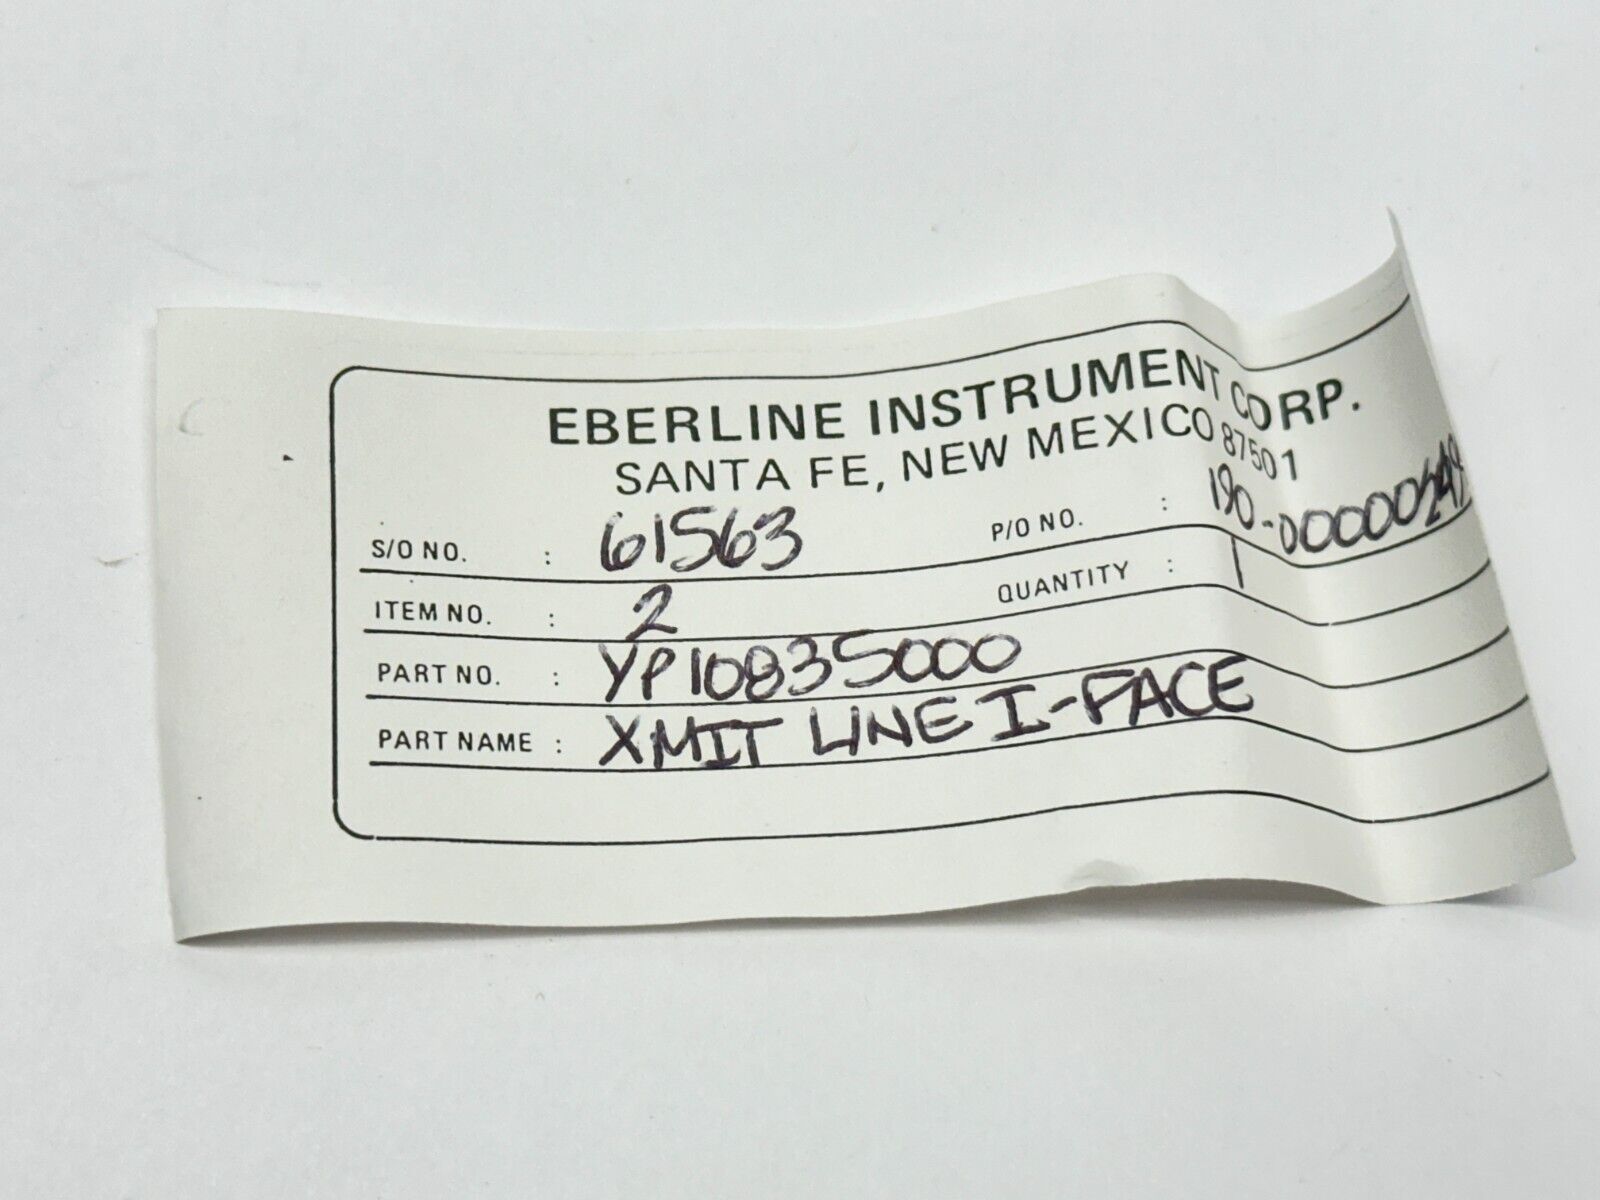 EBERLINE INSTRUMENT CORP.
SANTA FE, NEW MEXICO 87501
S/O NO. : 61563 P/O NO. :
ITEM NO. : 2 QUANTITY : 1
PART NO. : YP10835000
PART NAME : XMIT LINE I-FACE